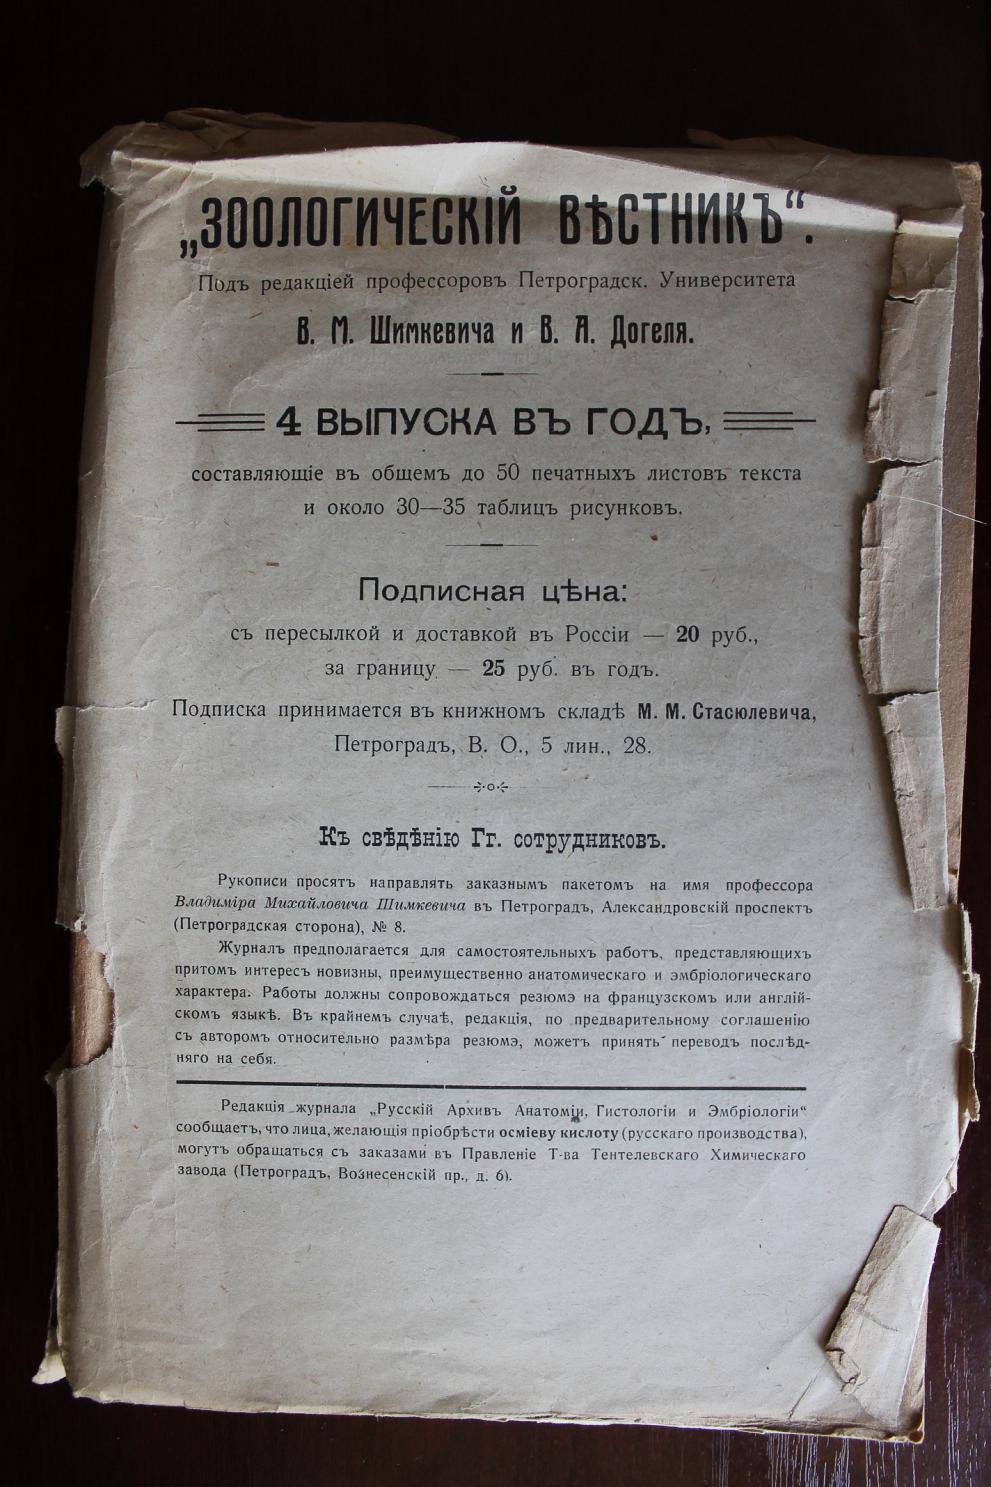 „ЗООЛОГИЧЕСКІЙ ВѢСТНИКЪ“.
Подъ редакціей профессоровъ Петроградск. Университета
В. М. Шимкевича и В. А. Догеля.
4 ВЫПУСКА ВЪ ГОДЪ,
составляющіе въ общемъ до 50 печатныхъ листовъ текста
и около 30—35 таблицъ рисунковъ.
Подписная цѣна:
съ пересылкой и доставкой въ Россіи — 20 руб.,
за границу — 25 руб. въ годъ.
Подписка принимается въ книжномъ складѣ М. М. Стасюлевича,
Петроградъ, В. О., 5 лин., 28.
Къ свѣдѣнію Гг. сотрудниковъ.
Рукописи просятъ направлять заказнымъ пакетомъ на имя профессора
Владиміра Михайловича Шимкевича въ Петроградъ, Александровскій проспектъ
(Петроградская сторона), № 8.
Журналъ предполагается для самостоятельныхъ работъ, представляющихъ
притомъ интересъ новизны, преимущественно анатомическаго и эмбріологическаго
характера. Работы должны сопровождаться резюмэ на французскомъ или англій-
скомъ языкѣ. Въ крайнемъ случаѣ, редакція, по предварительному соглашенію
съ авторомъ относительно размѣра резюмэ, можетъ принять переводъ послѣд-
няго на себя.
Редакція журнала „Русскій Архивъ Анатоміи, Гистологіи и Эмбріологіи“
сообщаетъ, что лица, желающія пріобрѣсти осміеву кислоту (русскаго производства),
могутъ обращаться съ заказами въ Правленіе Т-ва Тентелевскаго Химическаго
завода (Петроградъ, Вознесенскій пр., д. 6).